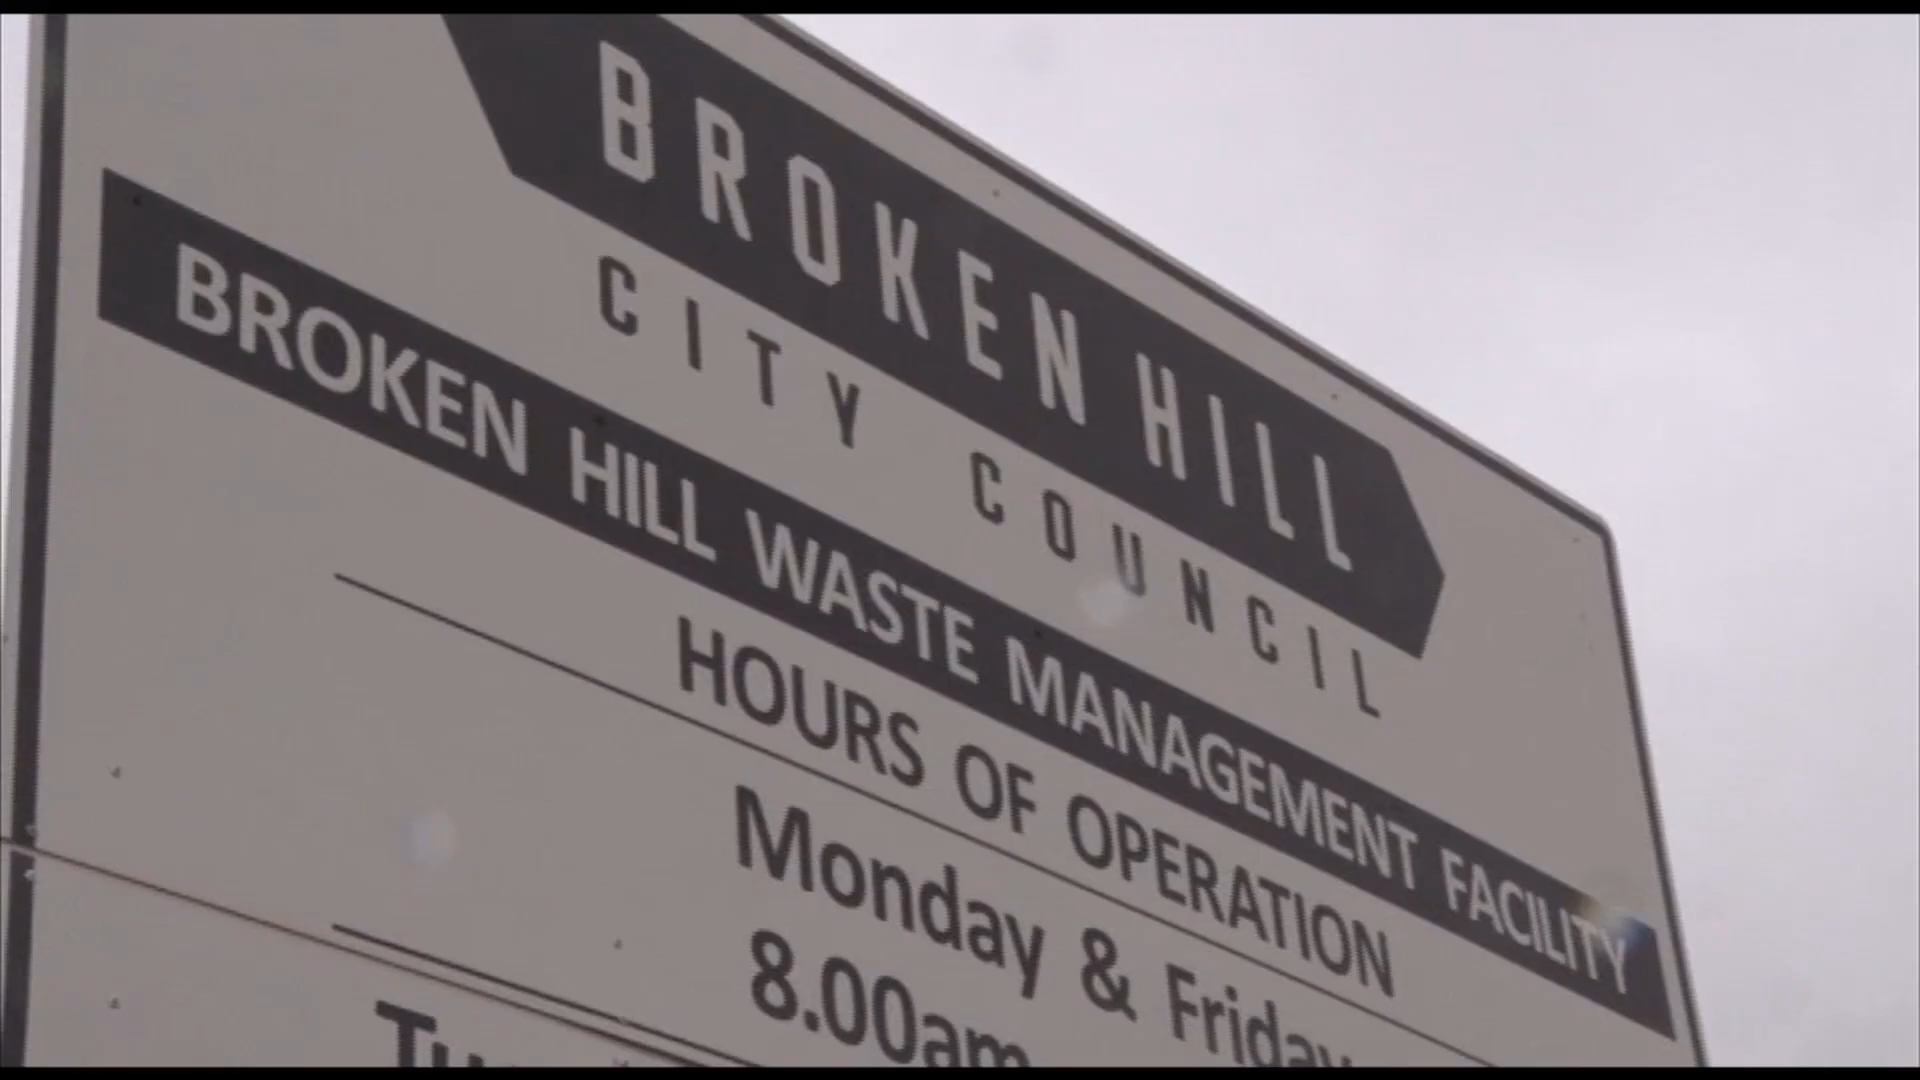 BROKEN HILL
CITY COUNCIL
BROKEN HILL WASTE MANAGEMENT FACILITY
HOURS OF OPERATION
Monday & Friday
8.00am